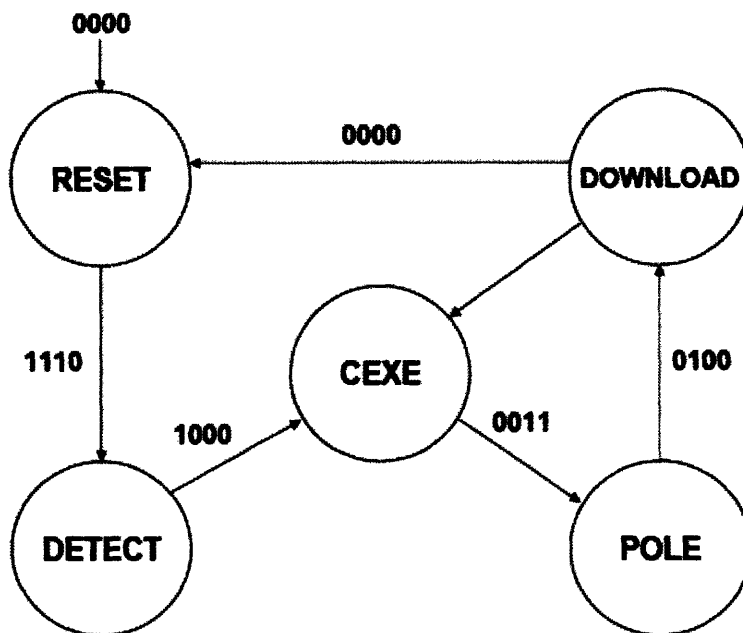 0000
0000
RESET
DOWNLOAD
1110
CEXE
0100
1000
0011
DETECT
POLE